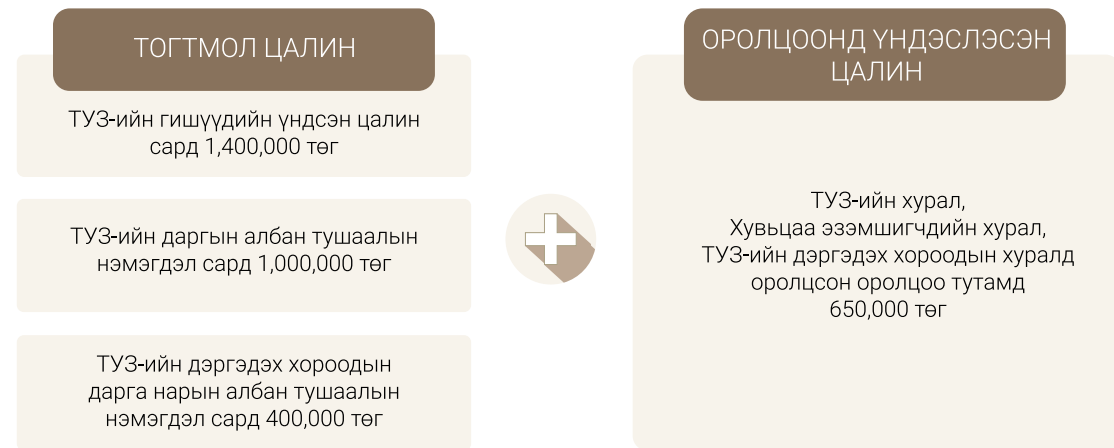 ТОГТМОЛ ЦАЛИН
ТУЗ-ийн гишүүдийн үндсэн цалин
сард 1,400,000 төг
ТУЗ-ийн даргын албан тушаалын
нэмэгдэл сард 1,000,000 төг
ТУЗ-ийн дэргэдэх хороодын
дарга нарын албан тушаалын
нэмэгдэл сард 400,000 төг
ОРОЛЦООНД ҮНДЭСЛЭСЭН
ЦАЛИН
ТУЗ-ийн хурал,
Хувьцаа эзэмшигчдийн хурал,
ТУЗ-ийн дэргэдэх хороодын хуралд
оролцсон оролцоо тутамд
650,000 төг